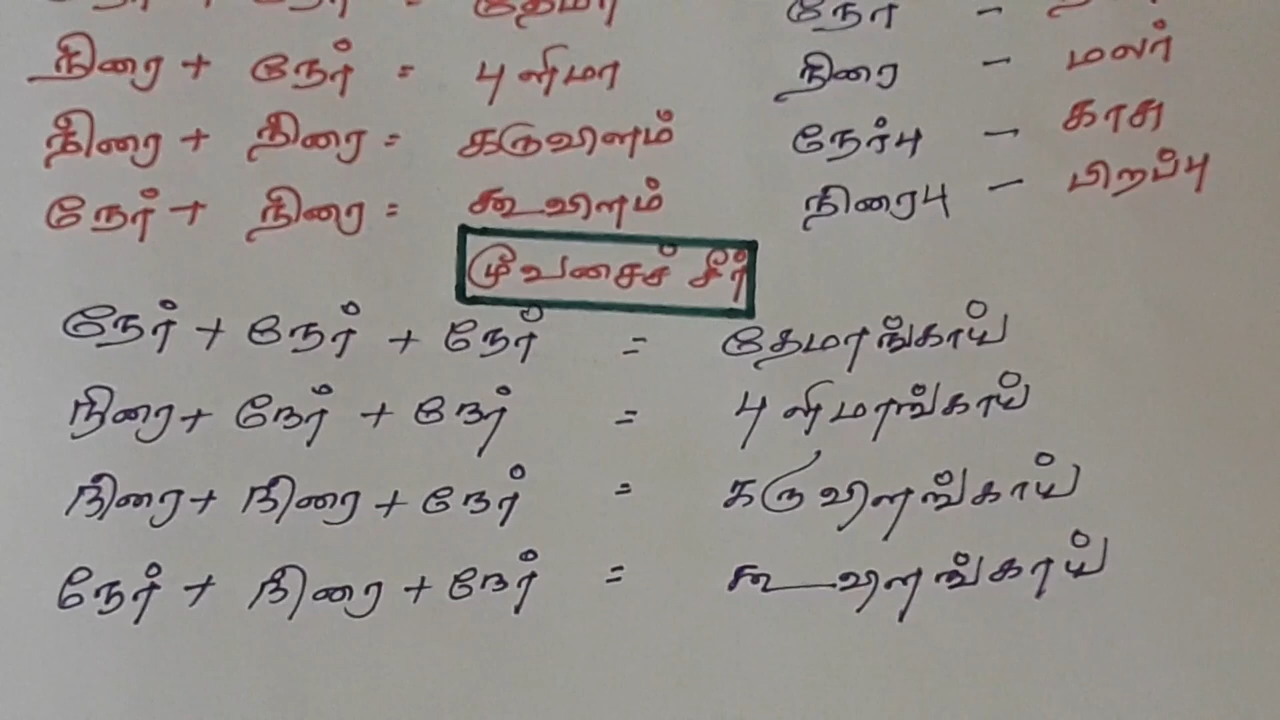 நேர் + நேர் = தேமா
நிரை + நேர் = புளிமா
நிரை + நிரை = கருவிளம்
நேர் + நிரை = கூவிளம்
நேர் -
நிரை - மலர்
நேர்பு - காசு
நிரைபு - பிறப்பு
மூவசைச் சீர்
நேர் + நேர் + நேர் = தேமாங்காய்
நிரை + நேர் + நேர் = புளிமாங்காய்
நிரை + நிரை + நேர் = கருவிளங்காய்
நேர் + நிரை + நேர் = கூவிளங்காய்